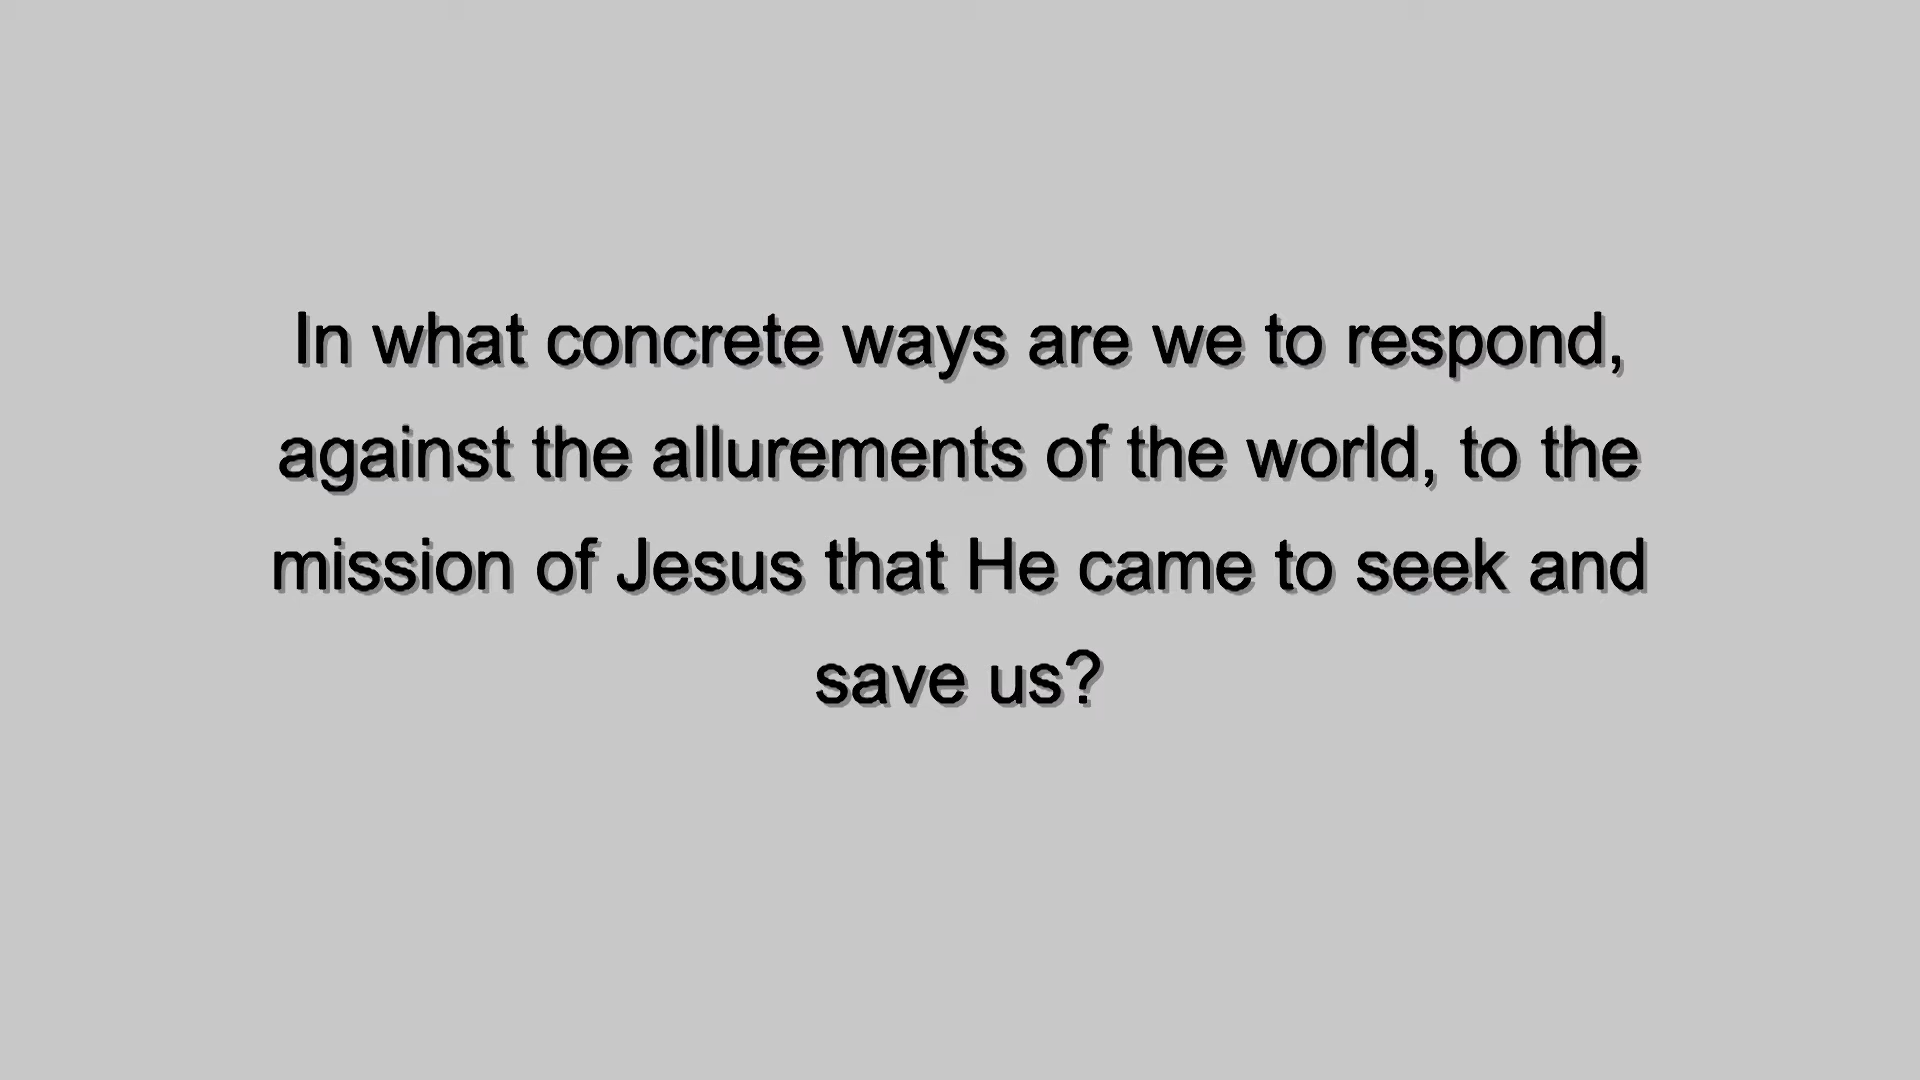 In what concrete ways are we to respond,
against the allurements of the world, to the
mission of Jesus that He came to seek and
save us?